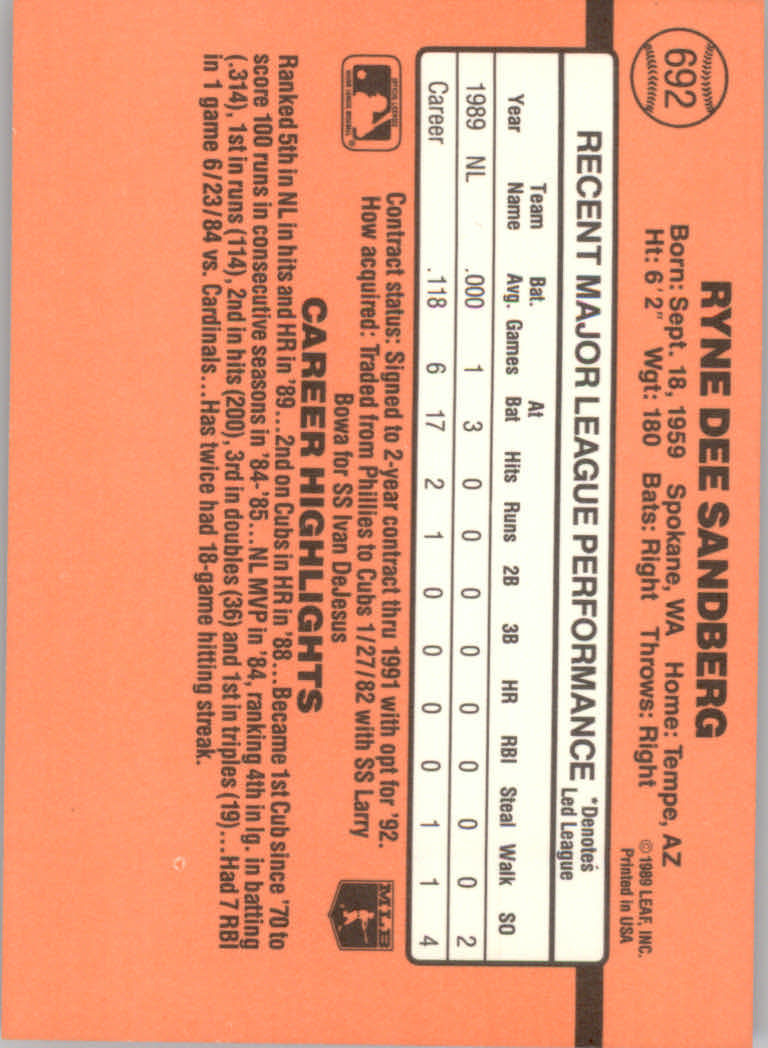 692
RYNE DEE SANDBERG
Born: Sept. 18, 1959 Spokane, WA Home: Tempe, AZ
Ht: 6'2" Wgt: 180 Bats: Right Throws: Right
© 1989 LEAF, INC.
Printed in USA
RECENT MAJOR LEAGUE PERFORMANCE
*Denotes
Led League
Year Team Name Bat. Avg. Games At Bat Hits Runs 2B 3B HR RBI Steal Walk SO
1989 NL .000 1 3 0 0 0 0 0 0 0 0 2
Career .118 6 17 2 1 0 0 0 0 1 1 4
Contract status: Signed to 2-year contract thru 1991 with opt for '92.
How acquired: Traded from Phillies to Cubs 1/27/82 with SS Larry
Bowa for SS Ivan DeJesus
MLB
CAREER HIGHLIGHTS
Ranked 5th in NL in hits and HR in '89...2nd on Cubs in HR in '88...Became 1st Cub since '70 to
score 100 runs in consecutive seasons in '84-'85...NL MVP in '84, ranking 4th in lg. in batting
(.314), 1st in runs (114), 2nd in hits (200), 3rd in doubles (36) and 1st in triples (19)...Had 7 RBI
in 1 game 6/23/84 vs. Cardinals...Has twice had 18-game hitting streak.